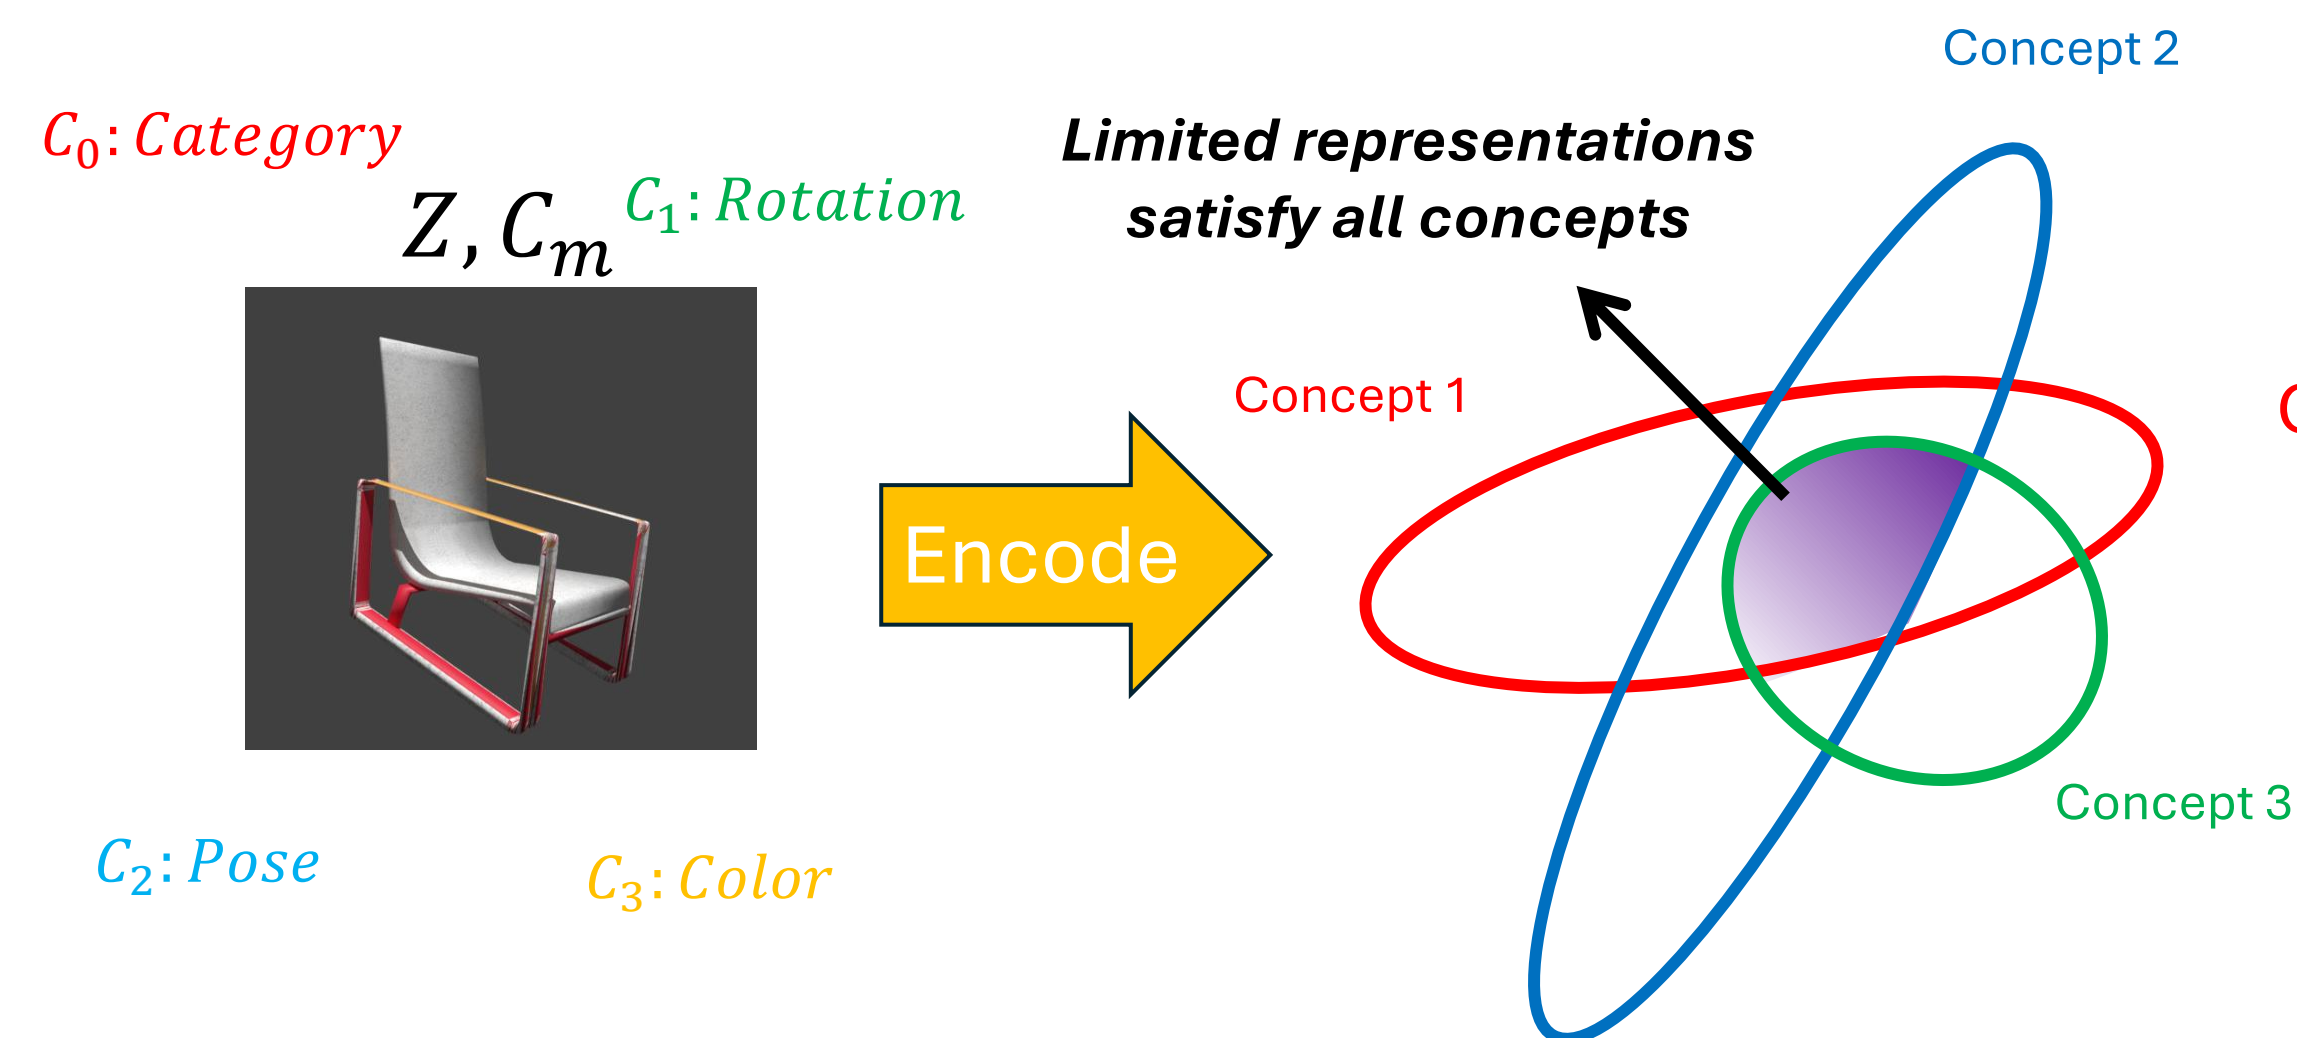 C₀: Category
Z, Cₘ
C₁: Rotation
C₂: Pose
C₃: Color
Encode
Limited representations
satisfy all concepts
Concept 2
Concept 1
Concept 3